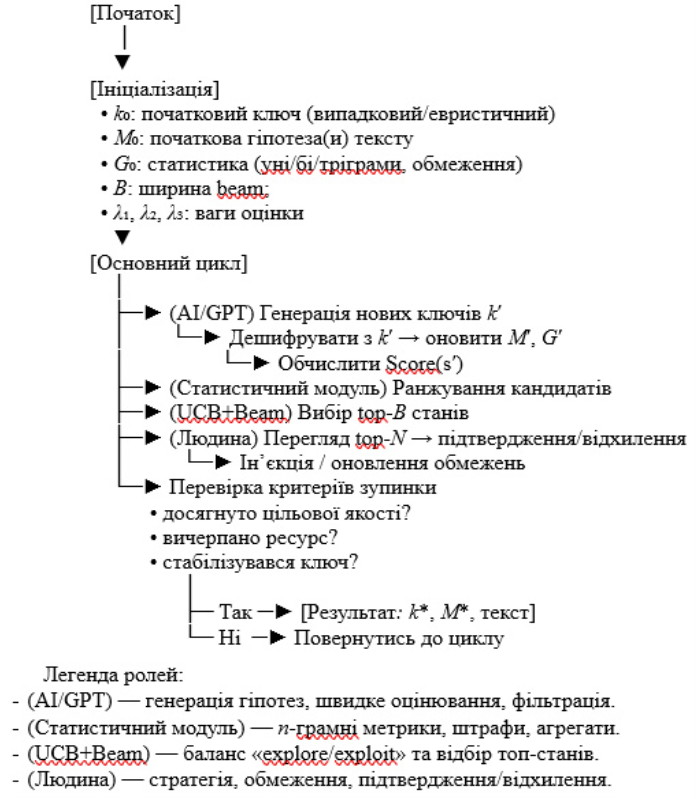 [Початок]
[Ініціалізація]
• k₀: початковий ключ (випадковий/евристичний)
• M₀: початкова гіпотеза(и) тексту
• G₀: статистика (уні/бі/тріграми, обмеження)
• B: ширина beam;
• λ₁, λ₂, λ₃: ваги оцінки
[Основний цикл]
(AI/GPT) Генерація нових ключів k′
Дешифрувати з k′ → оновити M′, G′
Обчислити Score(s′)
(Статистичний модуль) Ранжування кандидатів
(UCB+Beam) Вибір top-B станів
(Людина) Перегляд top-N → підтвердження/відхилення
Ін’єкція / оновлення обмежень
Перевірка критеріїв зупинки
• досягнуто цільової якості?
• вичерпано ресурс?
• стабілізувався ключ?
Так [Результат: k*, M*, текст]
Ні Повернутись до циклу
Легенда ролей:
- (AI/GPT) — генерація гіпотез, швидке оцінювання, фільтрація.
- (Статистичний модуль) — n-грамні метрики, штрафи, агрегати.
- (UCB+Beam) — баланс «explore/exploit» та відбір топ-станів.
- (Людина) — стратегія, обмеження, підтвердження/відхилення.